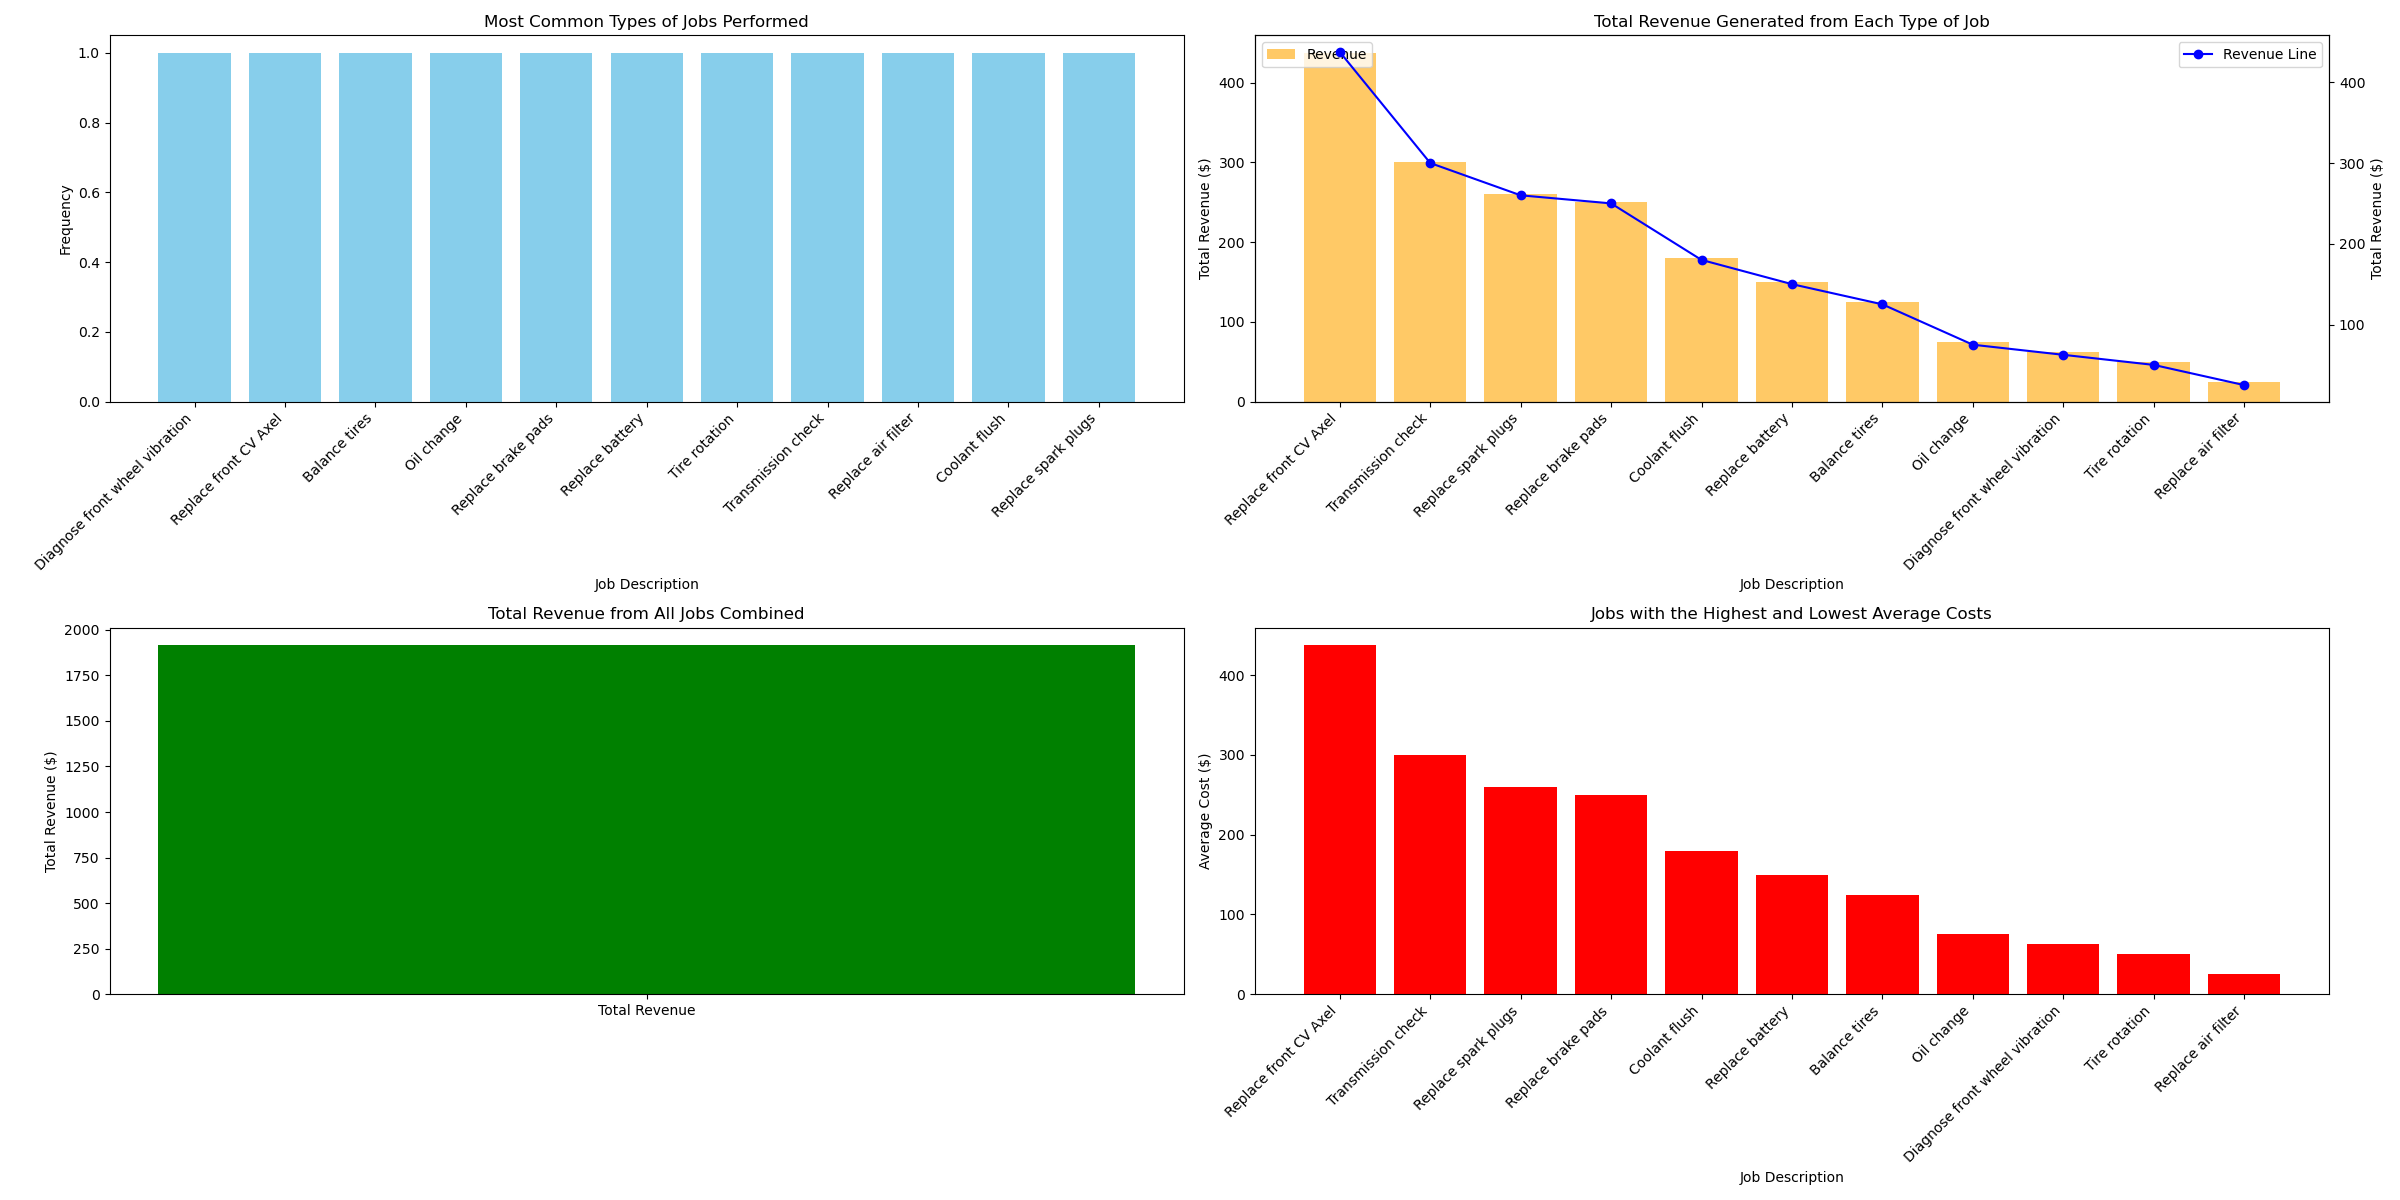 Most Common Types of Jobs Performed
1.0
0.8
0.6
0.4
0.2
0.0
Frequency
Diagnose front wheel vibration
Replace front CV Axel
Balance tires
Oil change
Replace brake pads
Replace battery
Tire rotation
Transmission check
Replace air filter
Coolant flush
Replace spark plugs
Job Description
Total Revenue Generated from Each Type of Job
Revenue
Revenue Line
400
300
200
100
0
Total Revenue ($)
400
300
200
100
Total Revenue ($)
Replace front CV Axel
Transmission check
Replace spark plugs
Replace brake pads
Coolant flush
Replace battery
Balance tires
Oil change
Diagnose front wheel vibration
Tire rotation
Replace air filter
Job Description
Total Revenue from All Jobs Combined
2000
1750
1500
1250
1000
750
500
250
0
Total Revenue ($)
Total Revenue
Jobs with the Highest and Lowest Average Costs
400
300
200
100
0
Average Cost ($)
Replace front CV Axel
Transmission check
Replace spark plugs
Replace brake pads
Coolant flush
Replace battery
Balance tires
Oil change
Diagnose front wheel vibration
Tire rotation
Replace air filter
Job Description